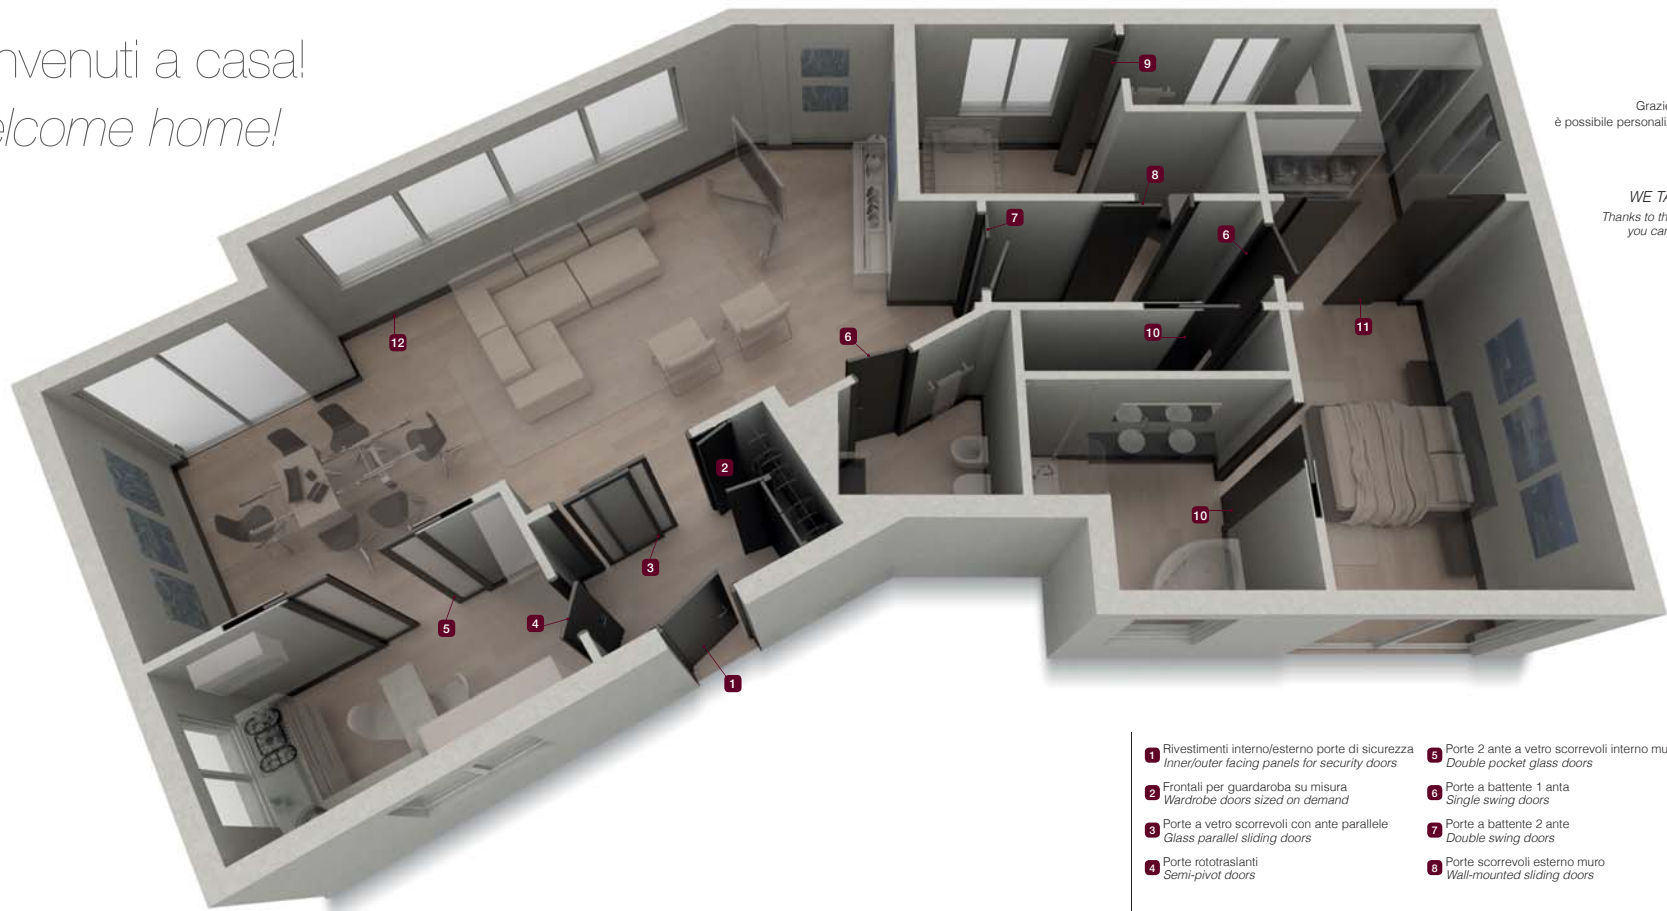 nvenuti a casa!
elcome home!
Grazie
è possibile personali
WE TA
Thanks to th
you car
9
8
7
6
12
6
10
11
2
10
3
5
4
1
1 Rivestimenti interno/esterno porte di sicurezza
Inner/outer facing panels for security doors
2 Frontali per guardaroba su misura
Wardrobe doors sized on demand
3 Porte a vetro scorrevoli con ante parallele
Glass parallel sliding doors
4 Porte rototraslanti
Semi-pivot doors
5 Porte 2 ante a vetro scorrevoli interno mu
Double pocket glass doors
6 Porte a battente 1 anta
Single swing doors
7 Porte a battente 2 ante
Double swing doors
8 Porte scorrevoli esterno muro
Wall-mounted sliding doors